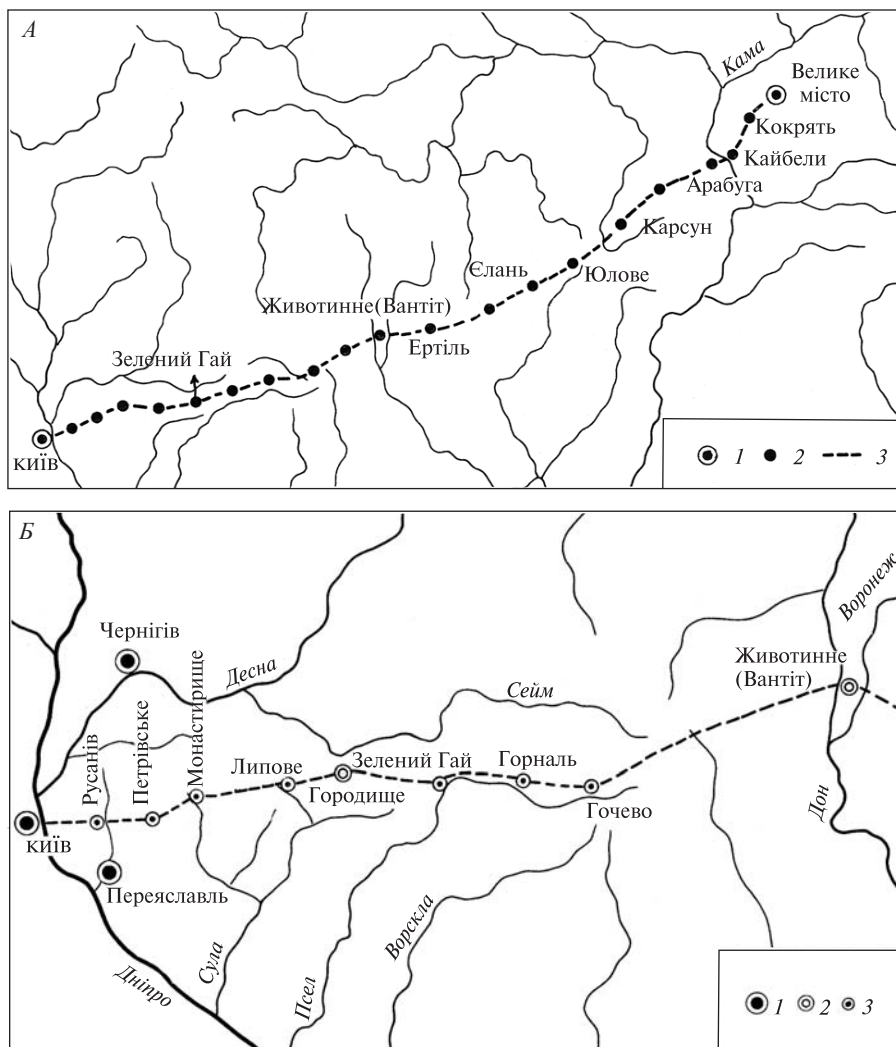 А
Кама
Велике
місто
Кокрять
Кайбели
Арабуга
Карсун
Юлове
Єлань
Животинне (Вантіт)
Ертіль
Зелений Гай
київ
1 2 3
Б
Воронеж
Чернігів
Десна
Животинне
(Вантіт)
Сейм
Русанів
Петрівське
Монастирище
Липове
Зелений Гай
Горналь
Городище
Гочево
київ
Дон
Переяславль
Ворскла
Сула
Псел
Дніпро
1 2 3